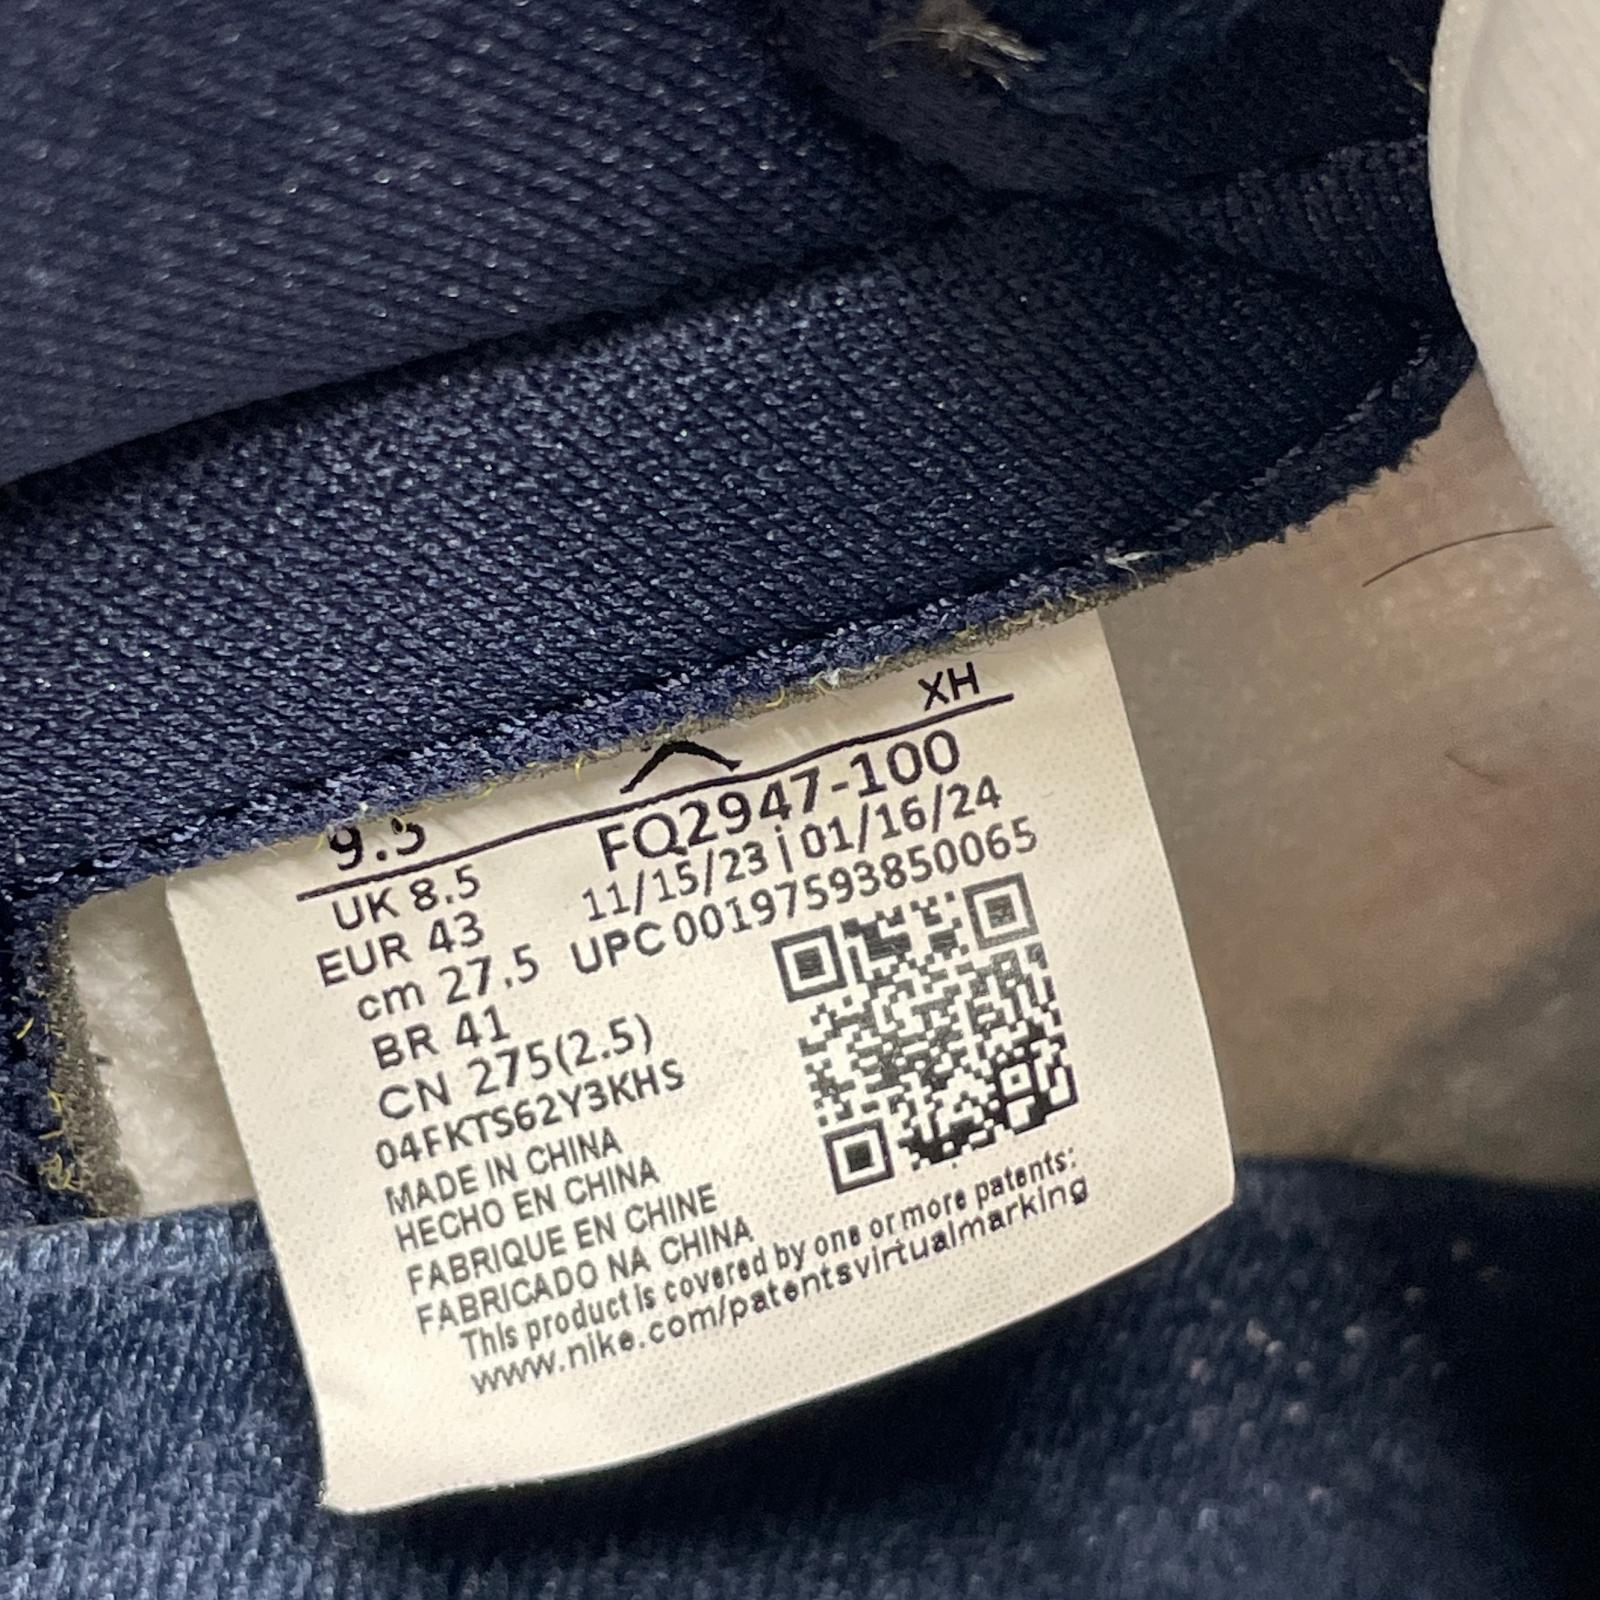 XH
9.5
FQ2947-100
UK 8.5
11/15/23 | 01/16/24
EUR 43
UPC 00197593850065
cm 27.5
BR 41
CN 275(2.5)
04FKTS62Y3KHS
MADE IN CHINA
HECHO EN CHINA
FABRIQUE EN CHINE
FABRICADO NA CHINA
This product is covered by one or more patents:
www.nike.com/patentsvirtualmarking